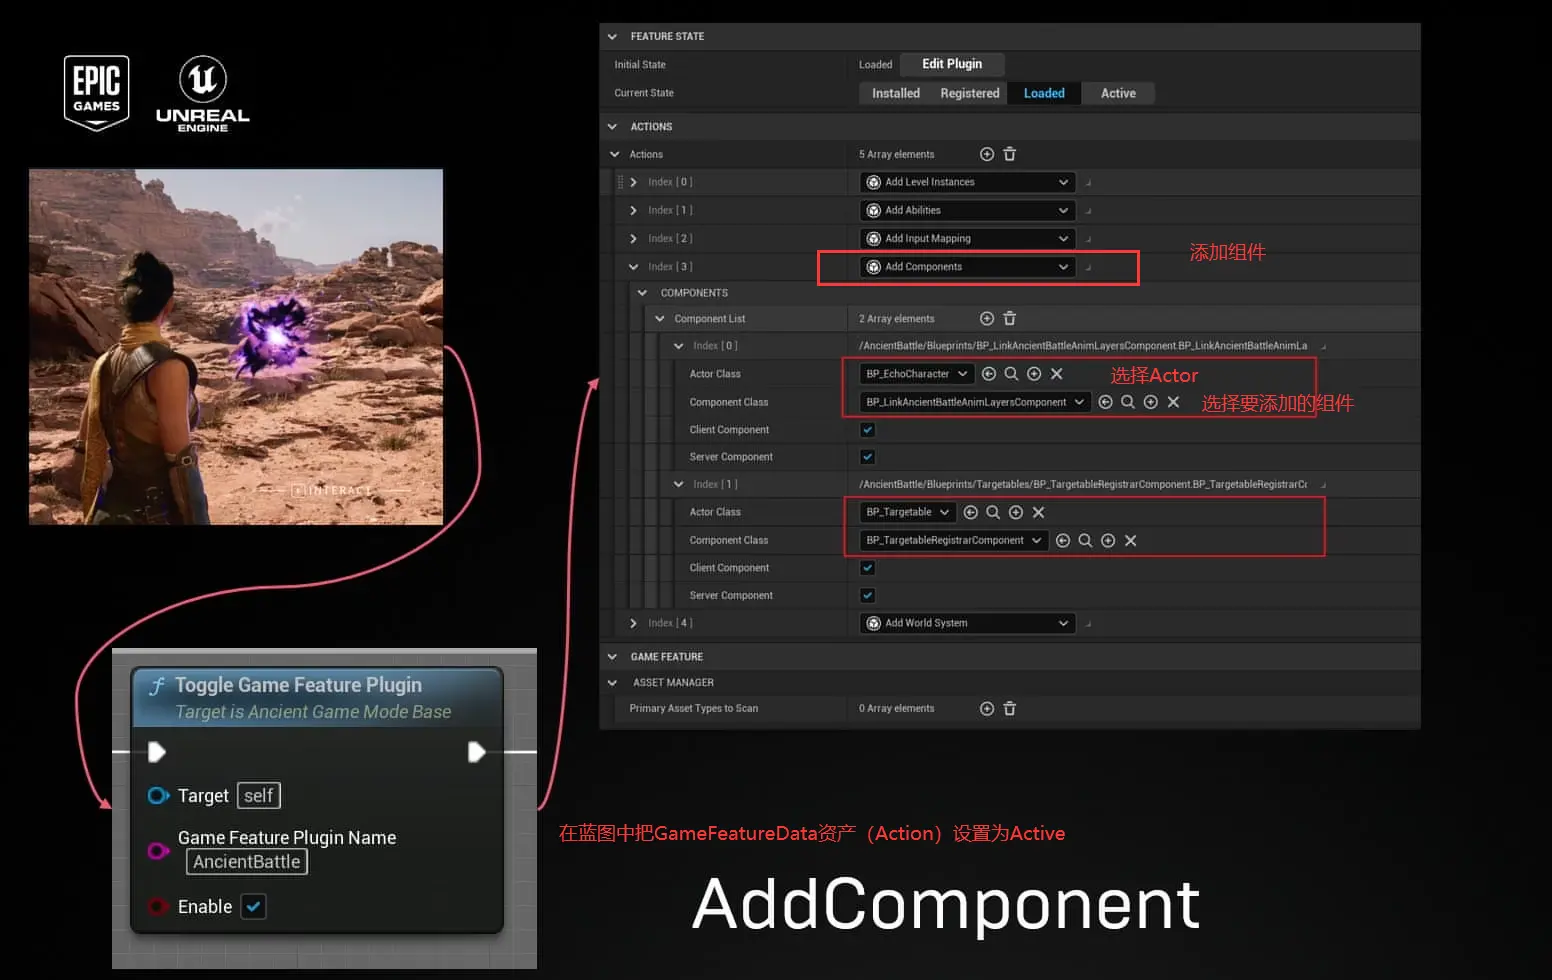 EPIC
GAMES
UNREAL
ENGINE
INTERACT
FEATURE STATE
Initial State
Loaded
Edit Plugin
Current State
Installed
Registered
Loaded
Active
ACTIONS
Actions
5 Array elements
Index [ 0 ]
Add Level Instances
Index [ 1 ]
Add Abilities
Index [ 2 ]
Add Input Mapping
Index [ 3 ]
Add Components
添加组件
COMPONENTS
Component List
2 Array elements
Index [ 0 ]
/AncientBattle/Blueprints/BP_LinkAncientBattleAnimLayersComponent.BP_LinkAncientBattleAnimLa
Actor Class
BP_EchoCharacter
选择Actor
Component Class
BP_LinkAncientBattleAnimLayersComponent
选择要添加的组件
Client Component
Server Component
Index [ 1 ]
/AncientBattle/Blueprints/Targetables/BP_TargetableRegistrarComponent.BP_TargetableRegistrarCc
Actor Class
BP_Targetable
Component Class
BP_TargetableRegistrarComponent
Client Component
Server Component
Index [ 4 ]
Add World System
GAME FEATURE
ASSET MANAGER
Primary Asset Types to Scan
0 Array elements
f Toggle Game Feature Plugin
Target is Ancient Game Mode Base
Target self
Game Feature Plugin Name
AncientBattle
Enable
在蓝图中把GameFeatureData资产（Action）设置为Active
AddComponent